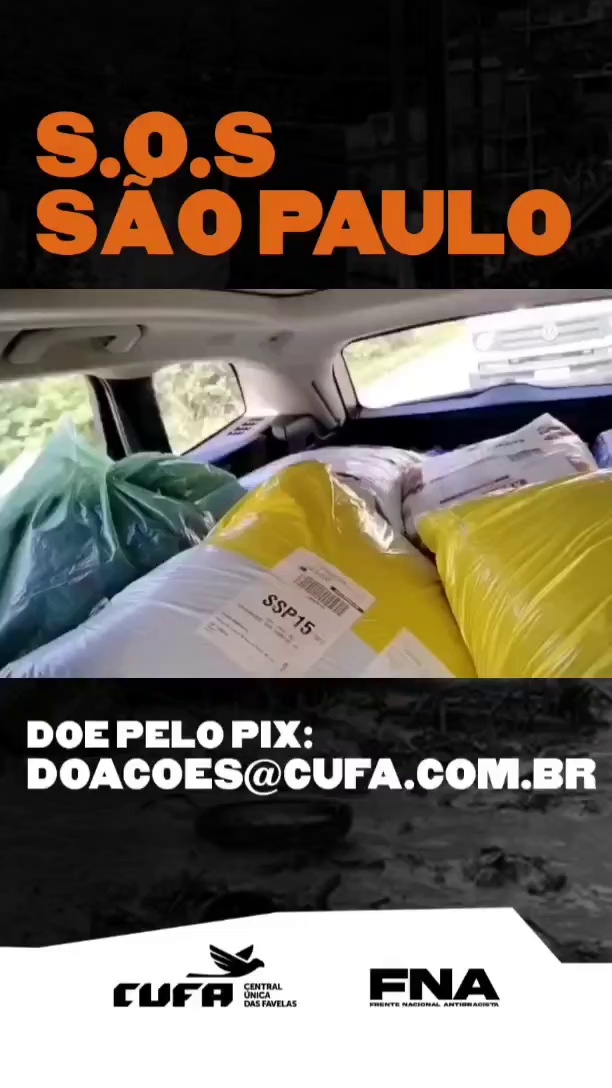 S.O.S
SÃO PAULO
SSP15
DOE PELO PIX:
DOACOES@CUFA.COM.BR
CUFA
CENTRAL
ÚNICA
DAS FAVELAS
FNA
FRENTE NACIONAL ANTIRRACISTA